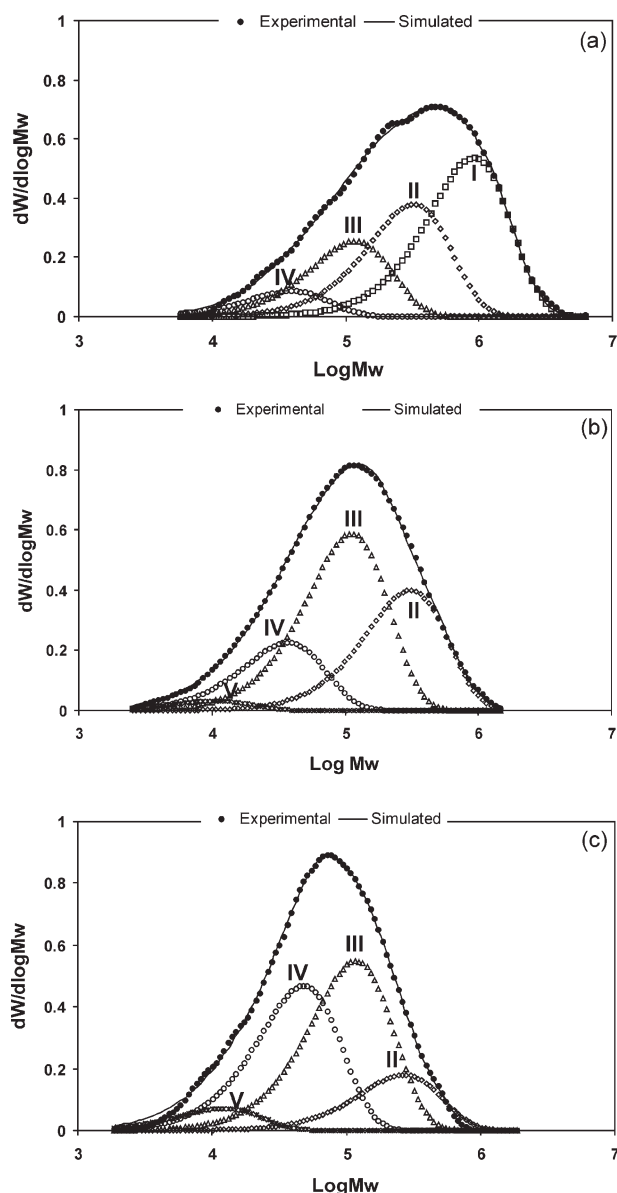 ● Experimental — Simulated
(a)
1
0.8
0.6
0.4
0.2
0
dW/dlogMw
I
II
III
IV
3 4 5 6 7
LogMw
● Experimental — Simulated
(b)
1
0.8
0.6
0.4
0.2
0
dW/dlogMw
III
II
IV
V
3 4 5 6 7
Log Mw
● Experimental — Simulated
(c)
1
0.8
0.6
0.4
0.2
0
dW/dlogMw
III
IV
II
V
3 4 5 6 7
LogMw